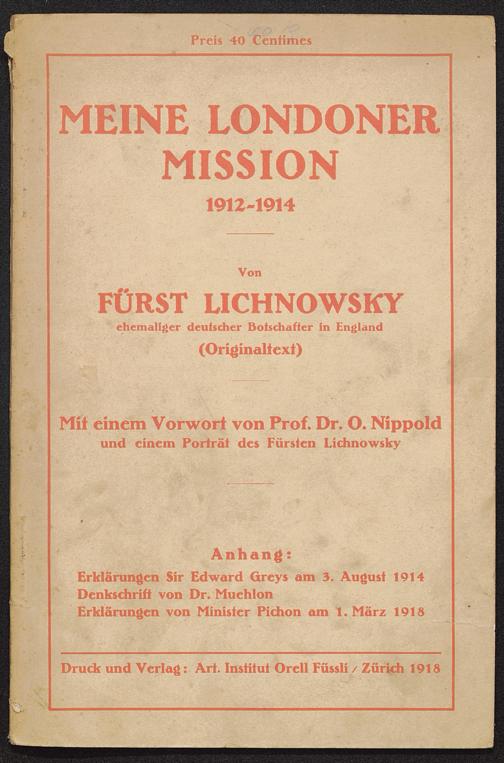 Preis 40 Centimes
MEINE LONDONER
MISSION
1912-1914
Von
FÜRST LICHNOWSKY
ehemaliger deutscher Botschafter in England
(Originaltext)
Mit einem Vorwort von Prof. Dr. O. Nippold
und einem Porträt des Fürsten Lichnowsky
Anhang:
Erklärungen Sir Edward Greys am 3. August 1914
Denkschrift von Dr. Muehlon
Erklärungen von Minister Pichon am 1. März 1918
Druck und Verlag: Art. Institut Orell Füssli / Zürich 1918